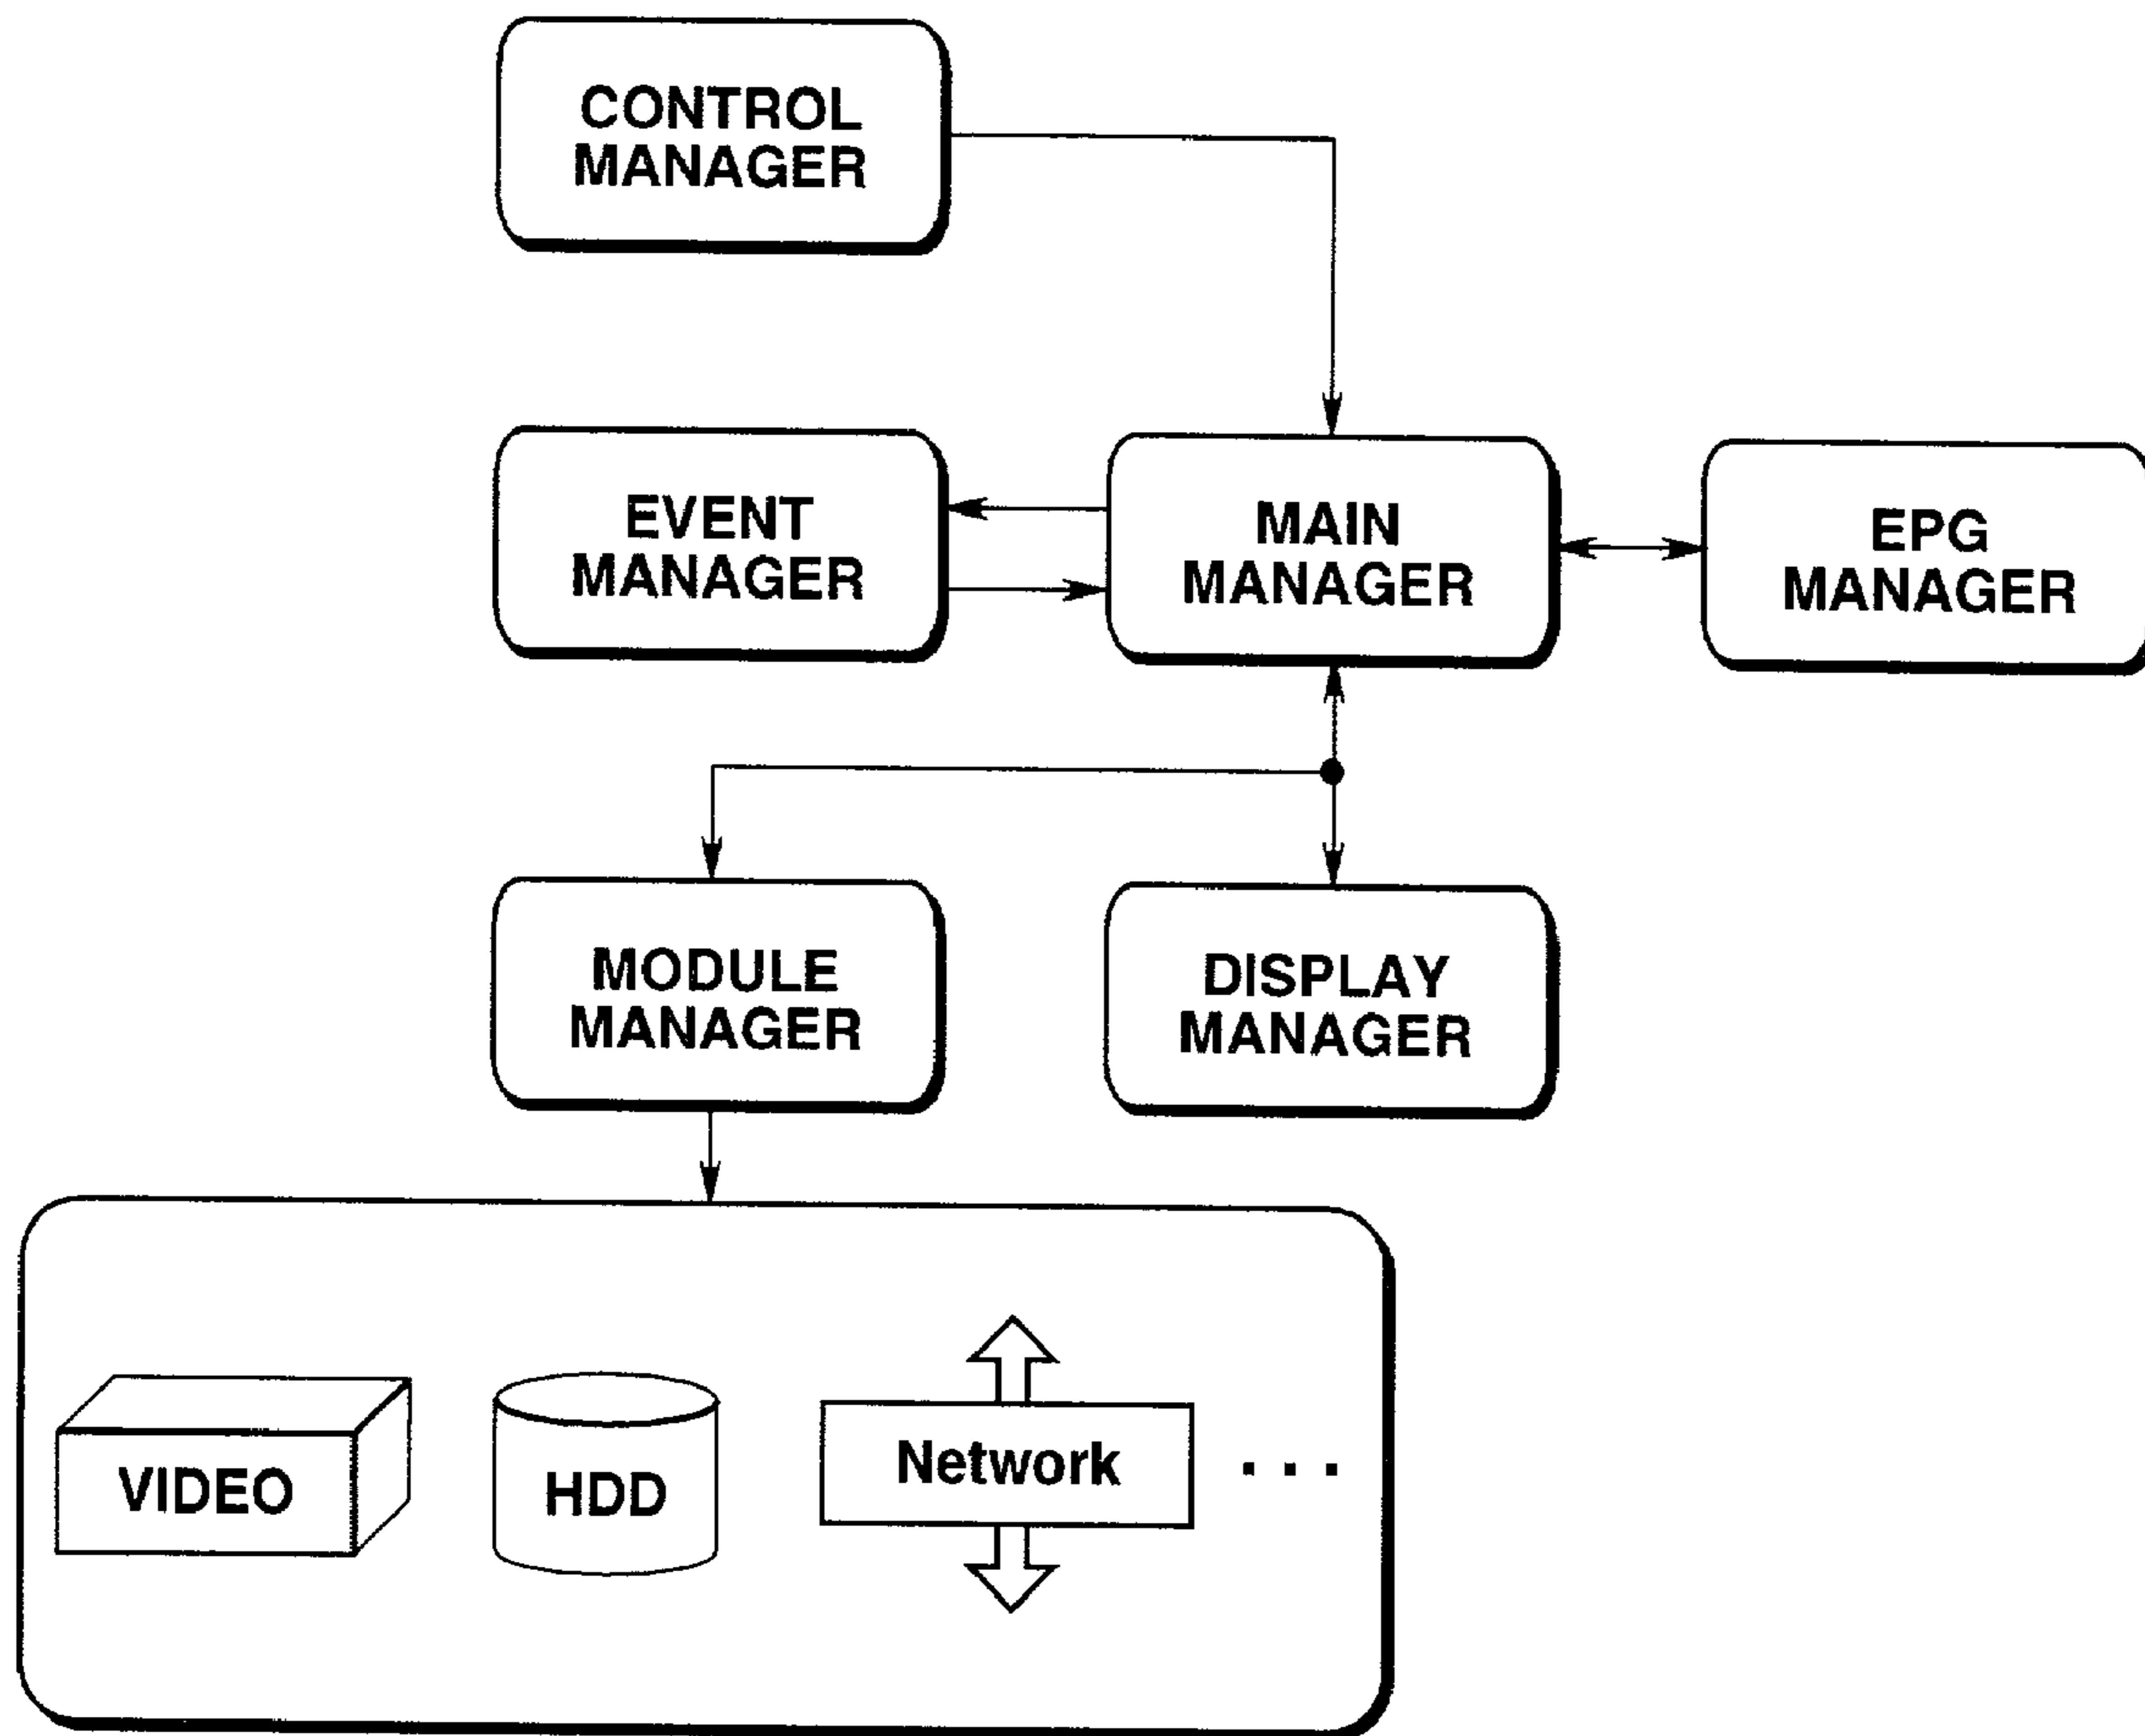 CONTROL
MANAGER
EVENT
MANAGER
MAIN
MANAGER
EPG
MANAGER
MODULE
MANAGER
DISPLAY
MANAGER
VIDEO
HDD
Network
...